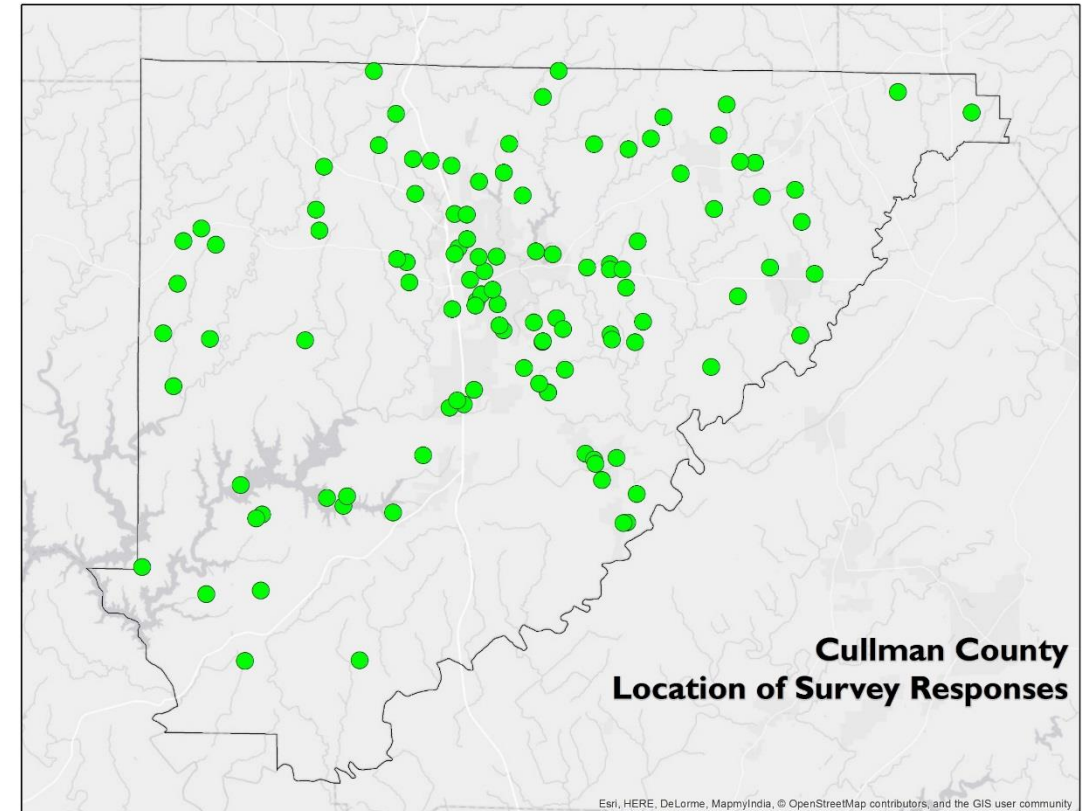 Cullman County
Location of Survey Responses
Esri, HERE, DeLorme, MapmyIndia, © OpenStreetMap contributors, and the GIS user community